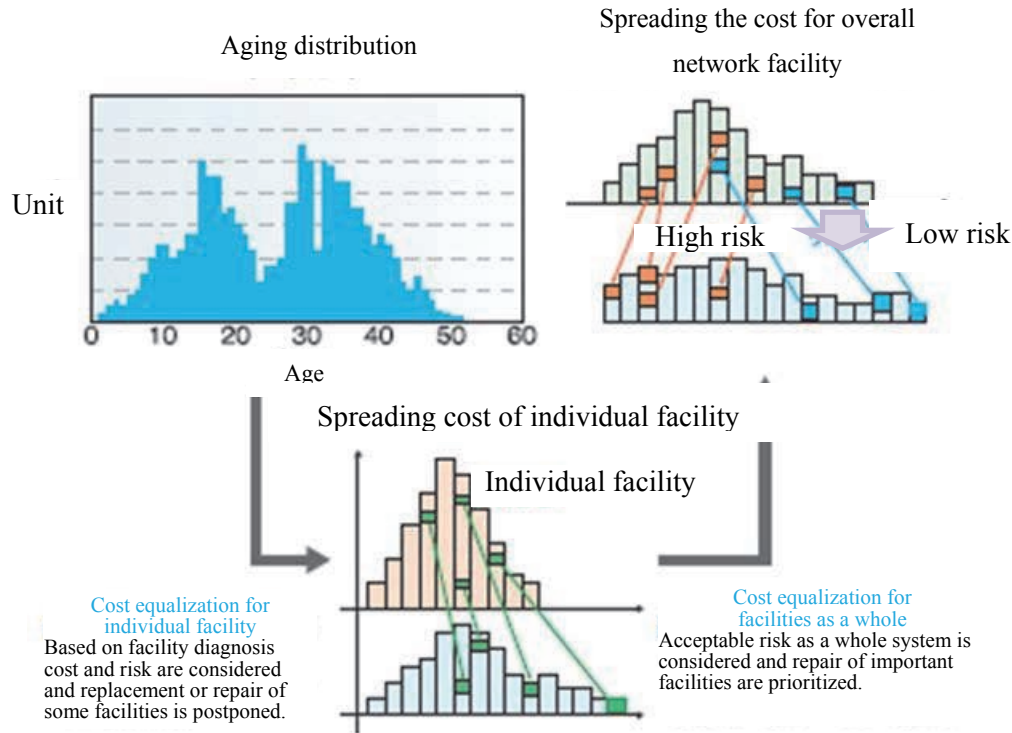 Aging distribution
Unit
0 10 20 30 40 50 60
Age
Spreading the cost for overall
network facility
High risk
Low risk
Spreading cost of individual facility
Individual facility
Cost equalization for
individual facility
Based on facility diagnosis
cost and risk are considered
and replacement or repair of
some facilities is postponed.
Cost equalization for
facilities as a whole
Acceptable risk as a whole system is
considered and repair of important
facilities are prioritized.